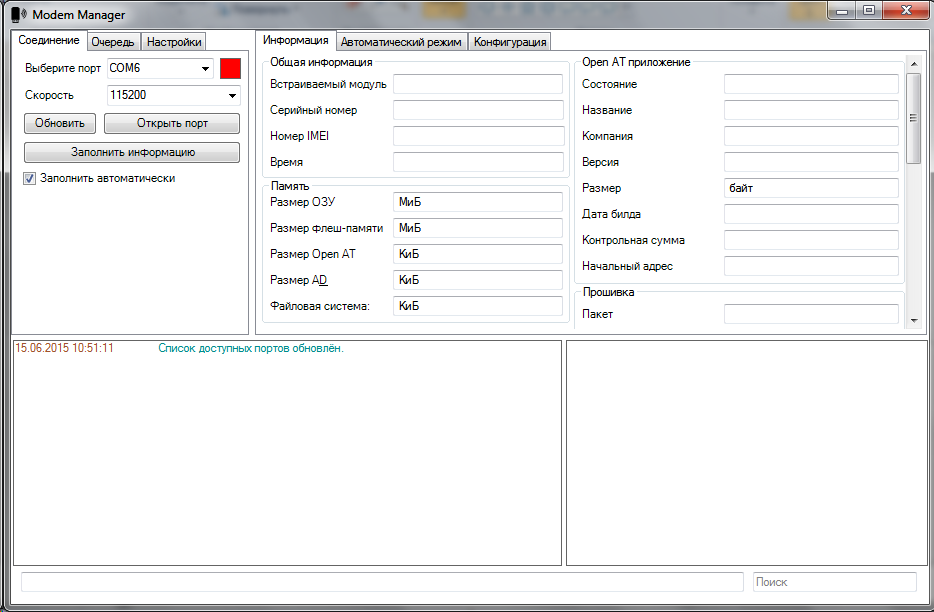 Modem Manager
Соединение Очередь Настройки
Выберите порт COM6
Скорость 115200
Обновить Открыть порт
Заполнить информацию
Заполнить автоматически
Информация Автоматический режим Конфигурация
Общая информация
Встраиваемый модуль
Серийный номер
Номер IMEI
Время
Память
Размер ОЗУ МиБ
Размер флеш-памяти МиБ
Размер Open AT КиБ
Размер AD КиБ
Файловая система: КиБ
Open AT приложение
Состояние
Название
Компания
Версия
Размер байт
Дата билда
Контрольная сумма
Начальный адрес
Прошивка
Пакет
15.06.2015 10:51:11 Список доступных портов обновлён.
Поиск